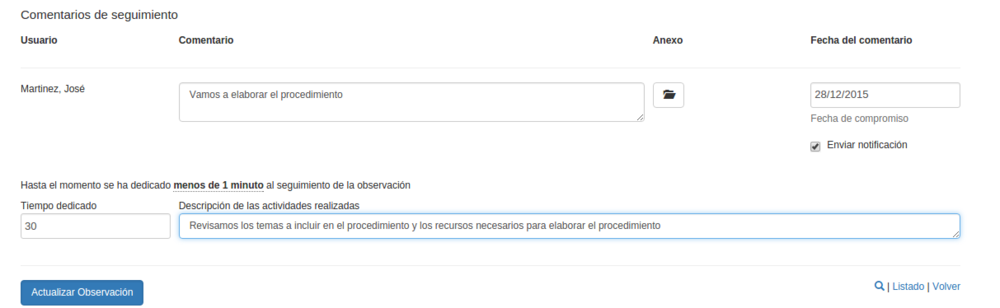 Comentarios de seguimiento
Usuario Comentario Anexo Fecha del comentario
Martinez, José Vamos a elaborar el procedimiento 28/12/2015
Fecha de compromiso
Enviar notificación
Hasta el momento se ha dedicado menos de 1 minuto al seguimiento de la observación
Tiempo dedicado Descripción de las actividades realizadas
30 Revisamos los temas a incluir en el procedimiento y los recursos necesarios para elaborar el procedimiento
Actualizar Observación | Listado | Volver